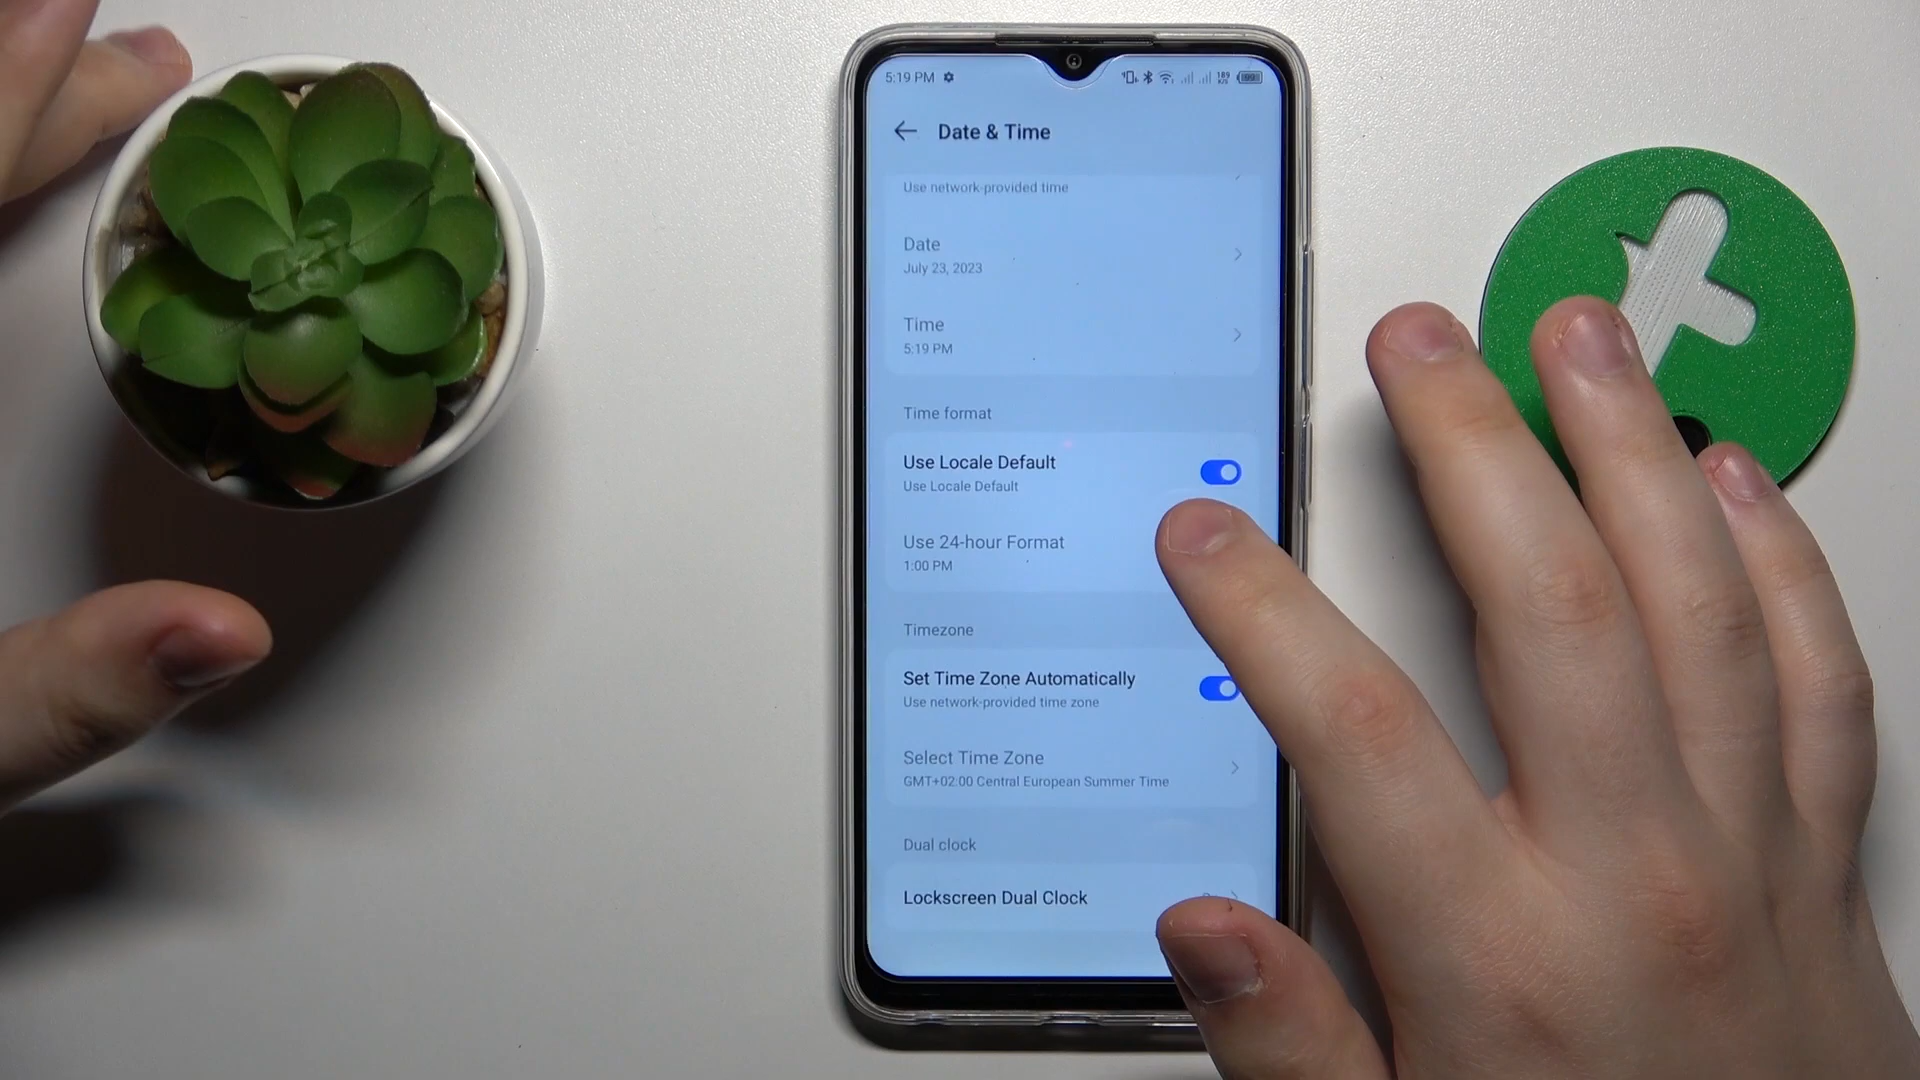 5:19 PM
189
Date & Time
Use network-provided time
Date
July 23, 2023
Time
5:19 PM
Time format
Use Locale Default
Use Locale Default
Use 24-hour Format
1:00 PM
Timezone
Set Time Zone Automatically
Use network-provided time zone
Select Time Zone
GMT+02:00 Central European Summer Time
Dual clock
Lockscreen Dual Clock